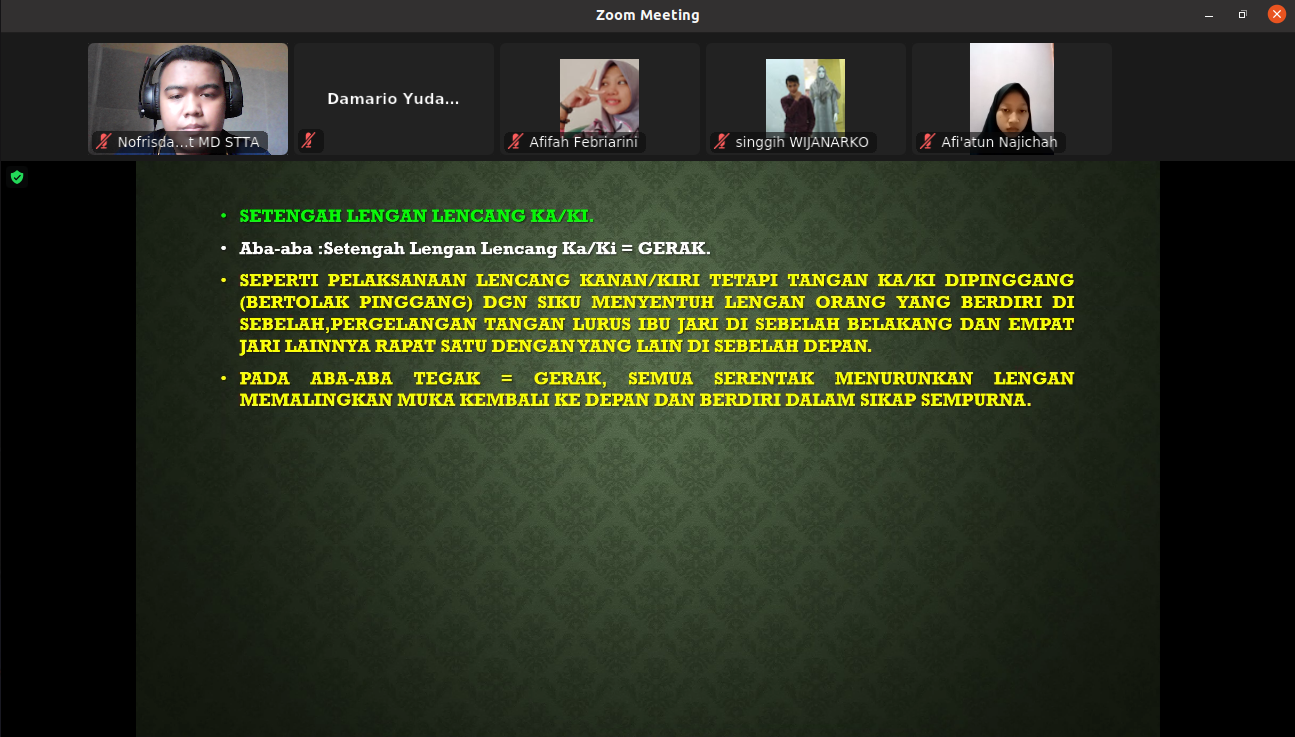 Zoom Meeting
Nofrisda...t MD STTA
Damario Yuda...
Afifah Febriarini
singgih WIJANARKO
Afi'atun Najichah
• SETENGAH LENGAN LENCANG KA/KI.
• Aba-aba :Setengah Lengan Lencang Ka/Ki = GERAK.
• SEPERTI PELAKSANAAN LENCANG KANAN/KIRI TETAPI TANGAN KA/KI DIPINGGANG
(BERTOLAK PINGGANG) DGN SIKU MENYENTUH LENGAN ORANG YANG BERDIRI DI
SEBELAH,PERGELANGAN TANGAN LURUS IBU JARI DI SEBELAH BELAKANG DAN EMPAT
JARI LAINNYA RAPAT SATU DENGAN YANG LAIN DI SEBELAH DEPAN.
• PADA ABA-ABA TEGAK = GERAK, SEMUA SERENTAK MENURUNKAN LENGAN
MEMALINGKAN MUKA KEMBALI KE DEPAN DAN BERDIRI DALAM SIKAP SEMPURNA.